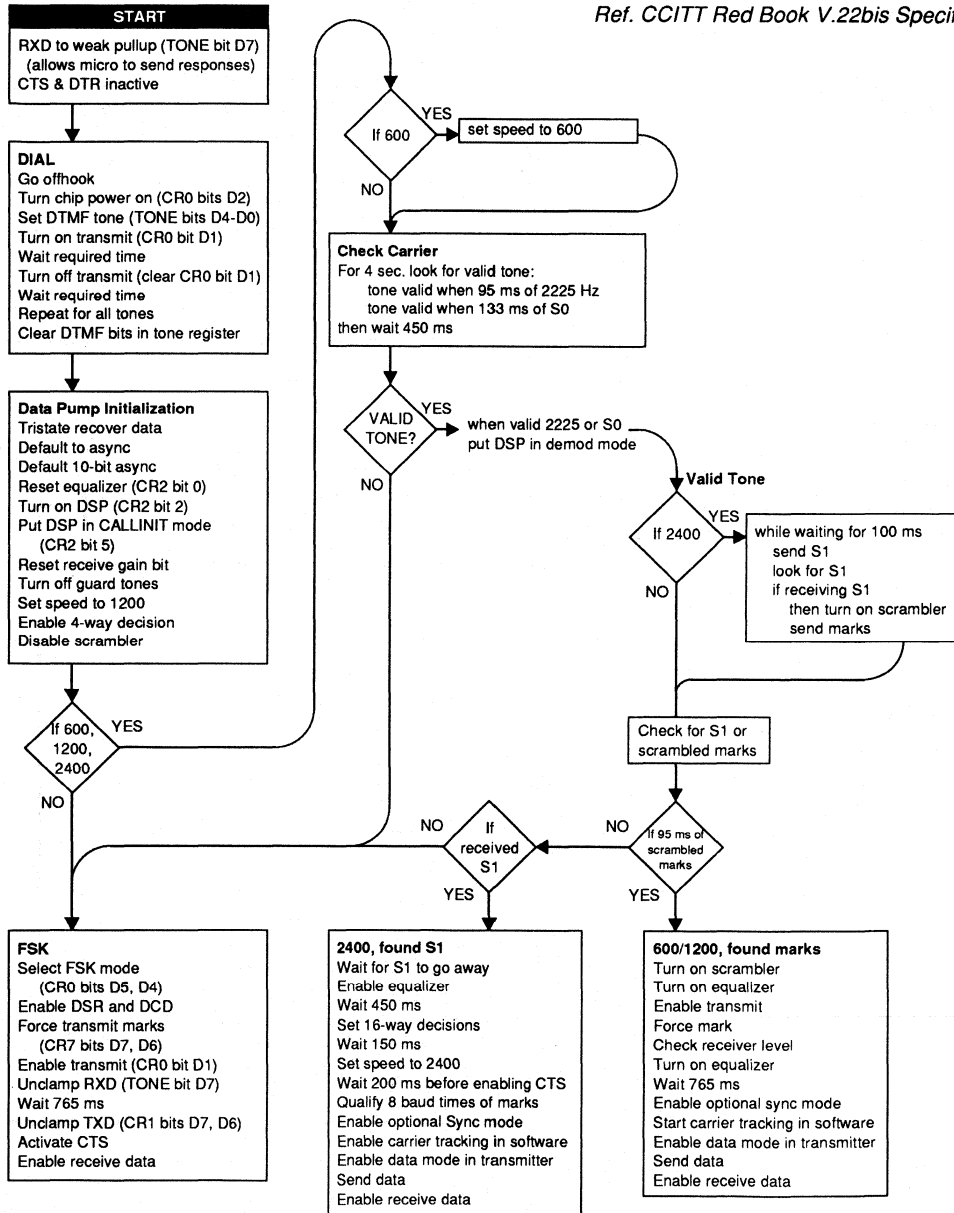 Ref. CCITT Red Book V.22bis Specif
START
RXD to weak pullup (TONE bit D7)
(allows micro to send responses)
CTS & DTR inactive
DIAL
Go offhook
Turn chip power on (CR0 bits D2)
Set DTMF tone (TONE bits D4-D0)
Turn on transmit (CR0 bit D1)
Wait required time
Turn off transmit (clear CR0 bit D1)
Wait required time
Repeat for all tones
Clear DTMF bits in tone register
Data Pump Initialization
Tristate recover data
Default to async
Default 10-bit async
Reset equalizer (CR2 bit 0)
Turn on DSP (CR2 bit 2)
Put DSP in CALLINIT mode
(CR2 bit 5)
Reset receive gain bit
Turn off guard tones
Set speed to 1200
Enable 4-way decision
Disable scrambler
If 600,
1200,
2400
YES
NO
If 600
YES
set speed to 600
NO
Check Carrier
For 4 sec. look for valid tone:
tone valid when 95 ms of 2225 Hz
tone valid when 133 ms of S0
then wait 450 ms
VALID
TONE?
YES
when valid 2225 or S0
put DSP in demod mode
NO
Valid Tone
If 2400
YES
while waiting for 100 ms
send S1
look for S1
if receiving S1
then turn on scrambler
send marks
NO
Check for S1 or
scrambled marks
If 95 ms of
scrambled
marks
NO
YES
If
received
S1
NO
YES
FSK
Select FSK mode
(CR0 bits D5, D4)
Enable DSR and DCD
Force transmit marks
(CR7 bits D7, D6)
Enable transmit (CR0 bit D1)
Unclamp RXD (TONE bit D7)
Wait 765 ms
Unclamp TXD (CR1 bits D7, D6)
Activate CTS
Enable receive data
2400, found S1
Wait for S1 to go away
Enable equalizer
Wait 450 ms
Set 16-way decisions
Wait 150 ms
Set speed to 2400
Wait 200 ms before enabling CTS
Qualify 8 baud times of marks
Enable optional Sync mode
Enable carrier tracking in software
Enable data mode in transmitter
Send data
Enable receive data
600/1200, found marks
Turn on scrambler
Turn on equalizer
Enable transmit
Force mark
Check receiver level
Turn on equalizer
Wait 765 ms
Enable optional sync mode
Start carrier tracking in software
Enable data mode in transmitter
Send data
Enable receive data